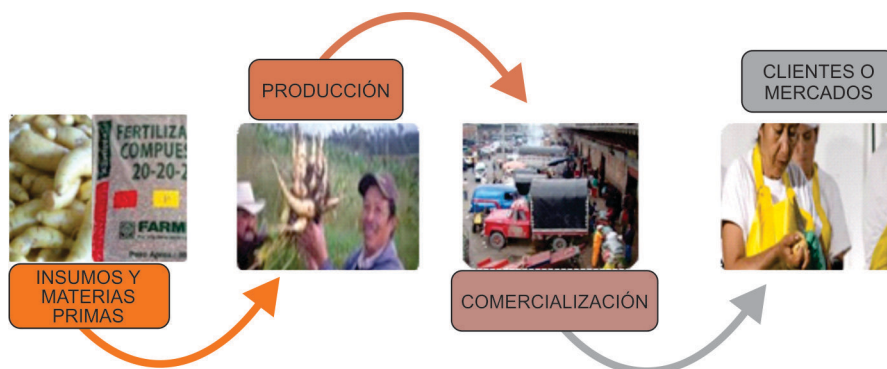 INSUMOS Y
MATERIAS
PRIMAS
FERTILIZA
COMPUES
20-20-2
FARM
PRODUCCIÓN
COMERCIALIZACIÓN
CLIENTES O
MERCADOS